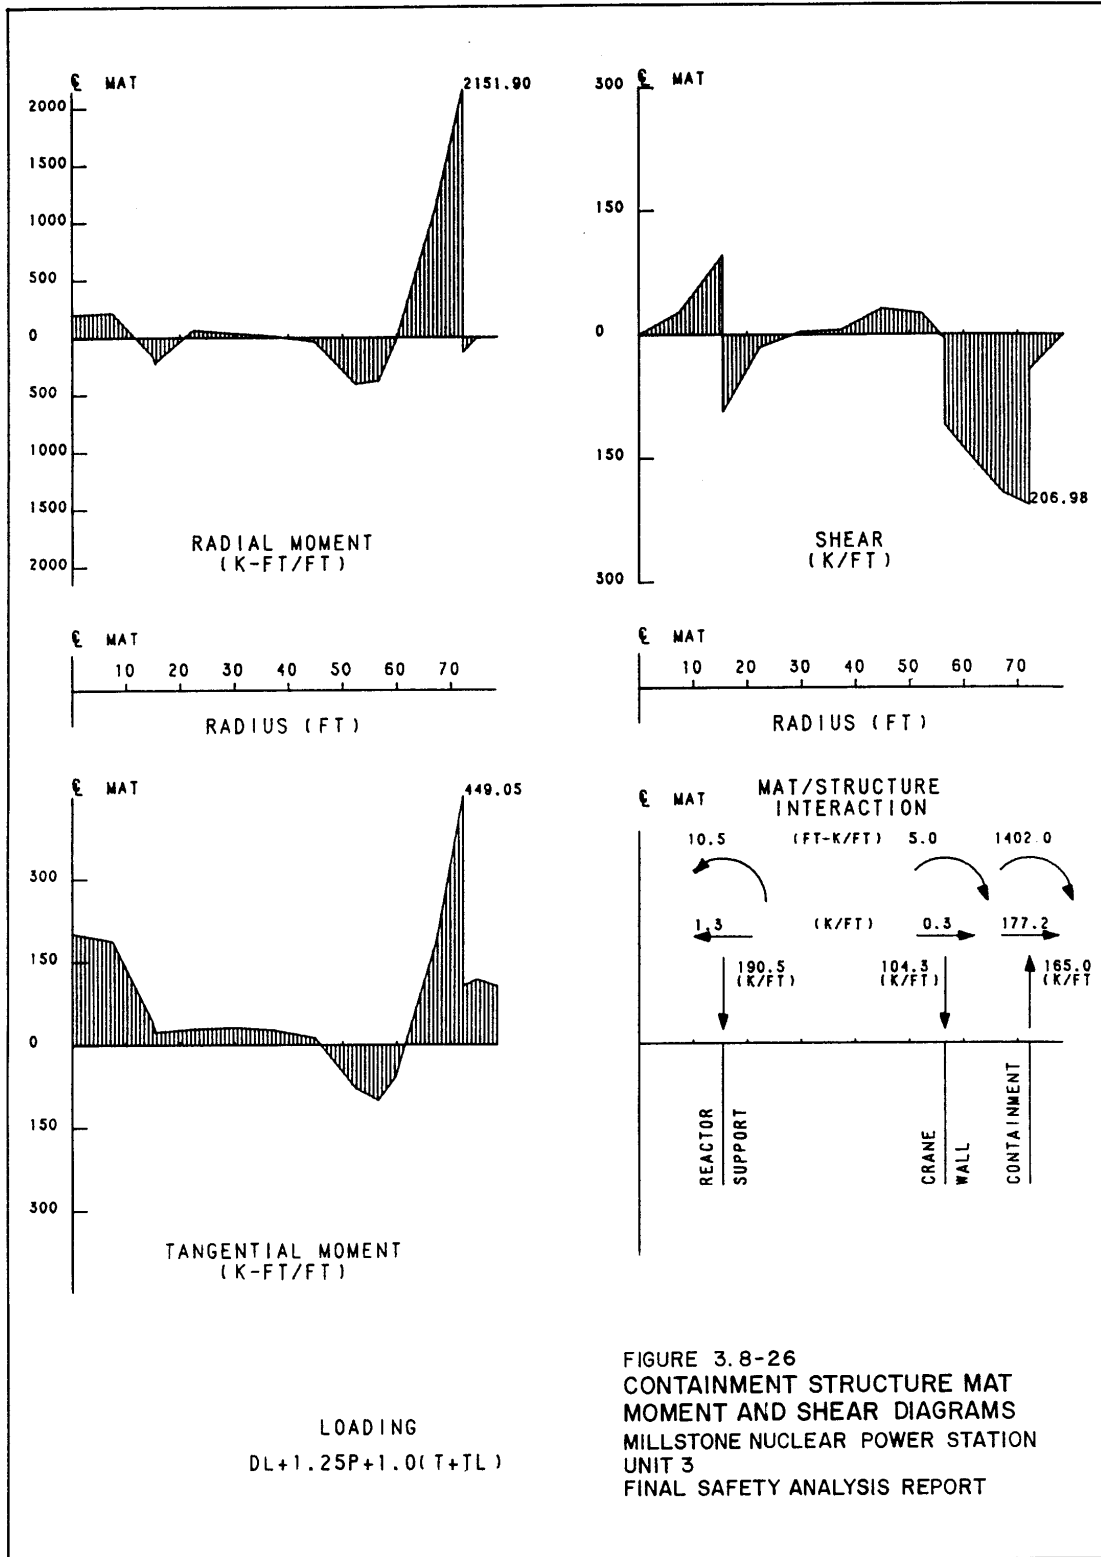 ℄ MAT
2151.90
2000
1500
1000
500
0
500
1000
1500
2000
RADIAL MOMENT
(K-FT/FT)
℄ MAT
300
150
0
150
300
206.98
SHEAR
(K/FT)
℄ MAT
10 20 30 40 50 60 70
RADIUS (FT)
℄ MAT
10 20 30 40 50 60 70
RADIUS (FT)
℄ MAT
449.05
300
150
0
150
300
TANGENTIAL MOMENT
(K-FT/FT)
MAT/STRUCTURE
INTERACTION
℄ MAT
10.5 (FT-K/FT) 5.0 1402.0
1.3 (K/FT) 0.3 177.2
190.5 104.3 165.0
(K/FT) (K/FT) (K/FT
REACTOR
SUPPORT
CRANE
WALL
CONTAINMENT
LOADING
DL+1.25P+1.0(T+TL)
FIGURE 3.8-26
CONTAINMENT STRUCTURE MAT
MOMENT AND SHEAR DIAGRAMS
MILLSTONE NUCLEAR POWER STATION
UNIT 3
FINAL SAFETY ANALYSIS REPORT